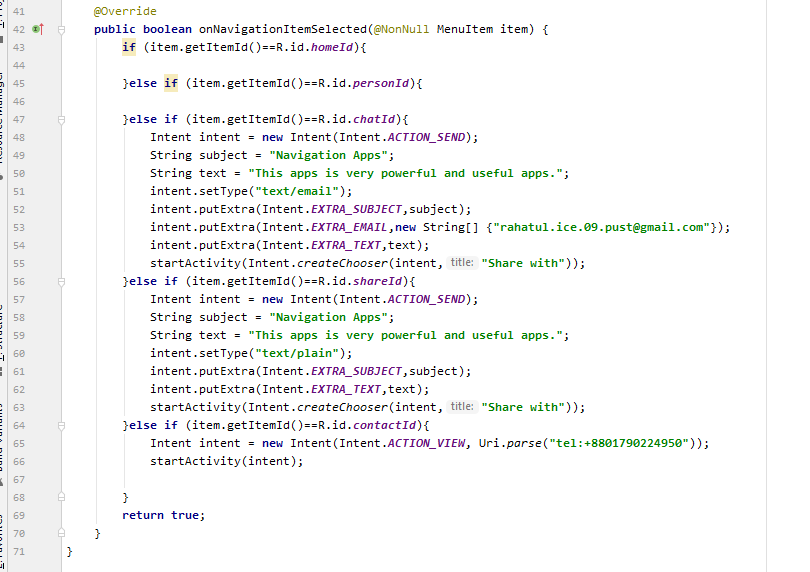 41 @Override
42 public boolean onNavigationItemSelected(@NonNull MenuItem item) {
43 if (item.getItemId()==R.id.homeId){
44
45 }else if (item.getItemId()==R.id.personId){
46
47 }else if (item.getItemId()==R.id.chatId){
48 Intent intent = new Intent(Intent.ACTION_SEND);
49 String subject = "Navigation Apps";
50 String text = "This apps is very powerful and useful apps.";
51 intent.setType("text/email");
52 intent.putExtra(Intent.EXTRA_SUBJECT,subject);
53 intent.putExtra(Intent.EXTRA_EMAIL,new String[] {"rahatul.ice.09.pust@gmail.com"});
54 intent.putExtra(Intent.EXTRA_TEXT,text);
55 startActivity(Intent.createChooser(intent, title: "Share with"));
56 }else if (item.getItemId()==R.id.shareId){
57 Intent intent = new Intent(Intent.ACTION_SEND);
58 String subject = "Navigation Apps";
59 String text = "This apps is very powerful and useful apps.";
60 intent.setType("text/plain");
61 intent.putExtra(Intent.EXTRA_SUBJECT,subject);
62 intent.putExtra(Intent.EXTRA_TEXT,text);
63 startActivity(Intent.createChooser(intent, title: "Share with"));
64 }else if (item.getItemId()==R.id.contactId){
65 Intent intent = new Intent(Intent.ACTION_VIEW, Uri.parse("tel:+8801790224950"));
66 startActivity(intent);
67
68 }
69 return true;
70 }
71 }